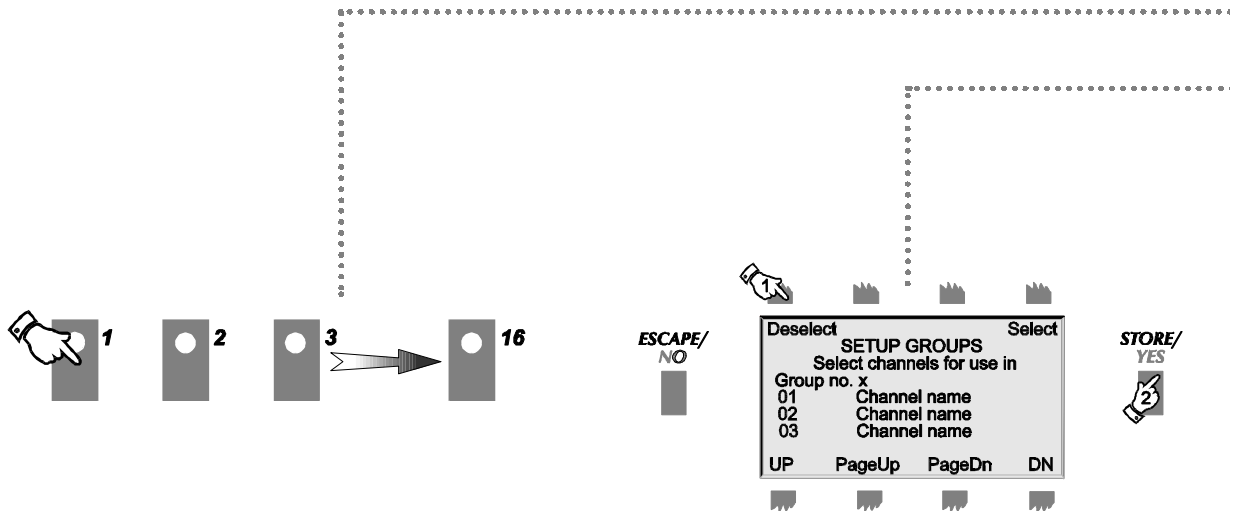 1
1 2 3 16
ESCAPE/
NO
Deselect Select
SETUP GROUPS
Select channels for use in
Group no. x
01 Channel name
02 Channel name
03 Channel name
UP PageUp PageDn DN
STORE/
YES
2